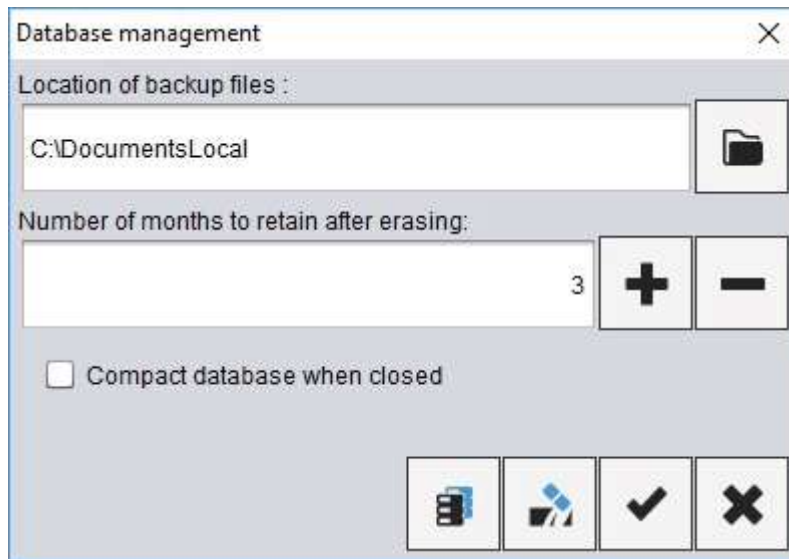 Database management
Location of backup files :
C:\DocumentsLocal
Number of months to retain after erasing:
3
Compact database when closed